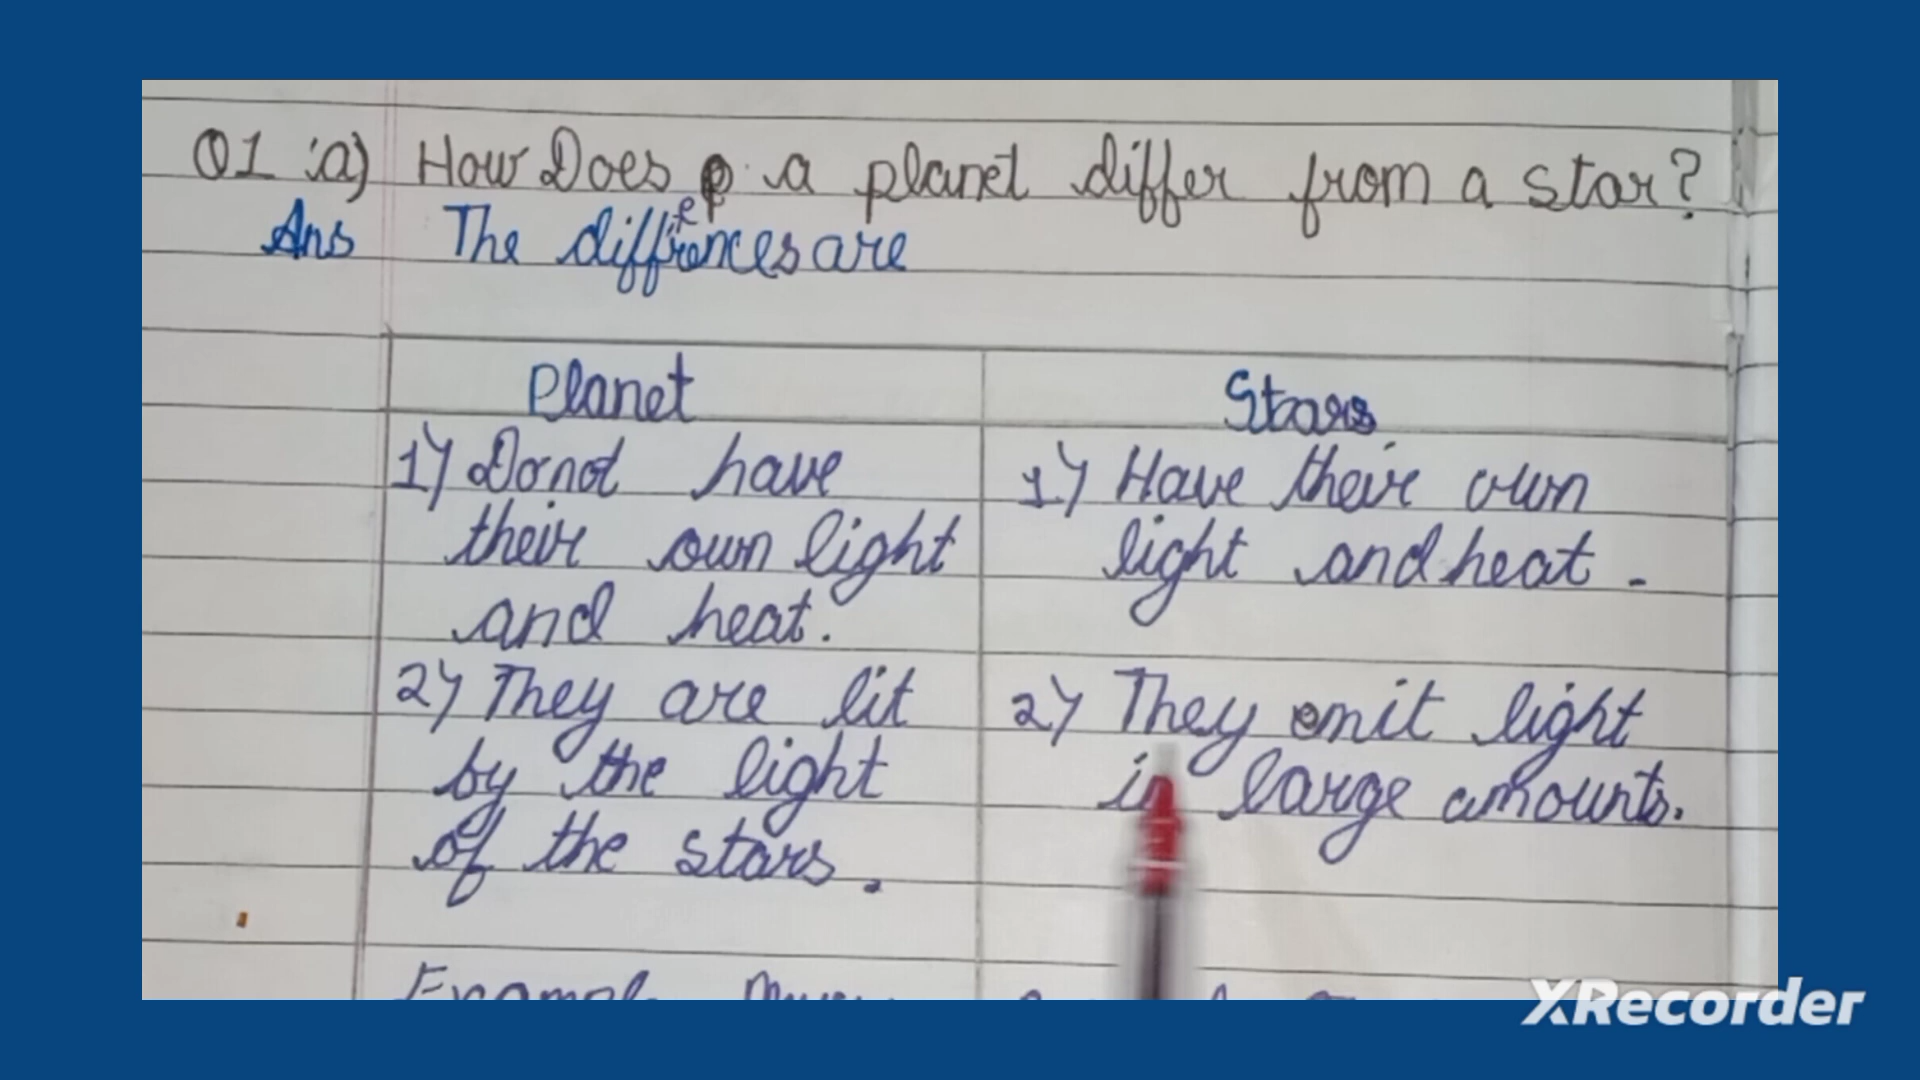 Q1 a) How Does a planet differ from a star?
Ans The differences are
Planet Stars
1) Donot have 1) Have their own
their own light light and heat.
and heat.
2) They are lit 2) They emit light
by the light in large amounts.
of the stars.
XRecorder